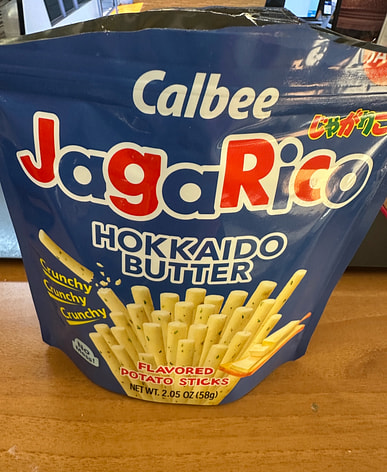 Calbee
JagaRico
じゃがりこ
HOKKAIDO
BUTTER
Crunchy
Crunchy
Crunchy
FLAVORED
POTATO STICKS
NET WT. 2.05 OZ (58g)